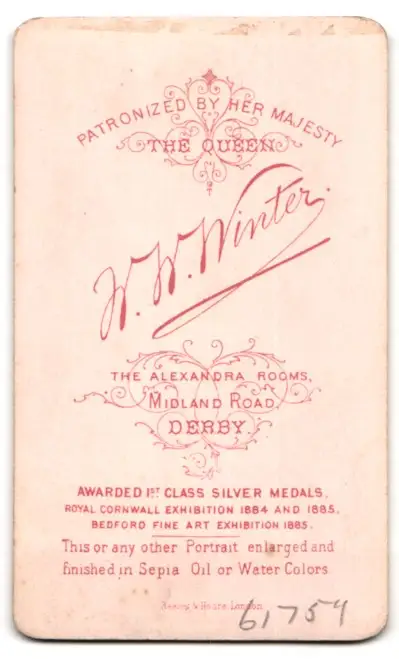 PATRONIZED BY HER MAJESTY
THE QUEEN
W. W. Winter.
THE ALEXANDRA ROOMS,
MIDLAND ROAD,
DERBY.
AWARDED 1ST CLASS SILVER MEDALS,
ROYAL CORNWALL EXHIBITION 1884 AND 1885,
BEDFORD FINE ART EXHIBITION 1885.
This or any other Portrait enlarged and
finished in Sepia Oil or Water Colors
London
61754